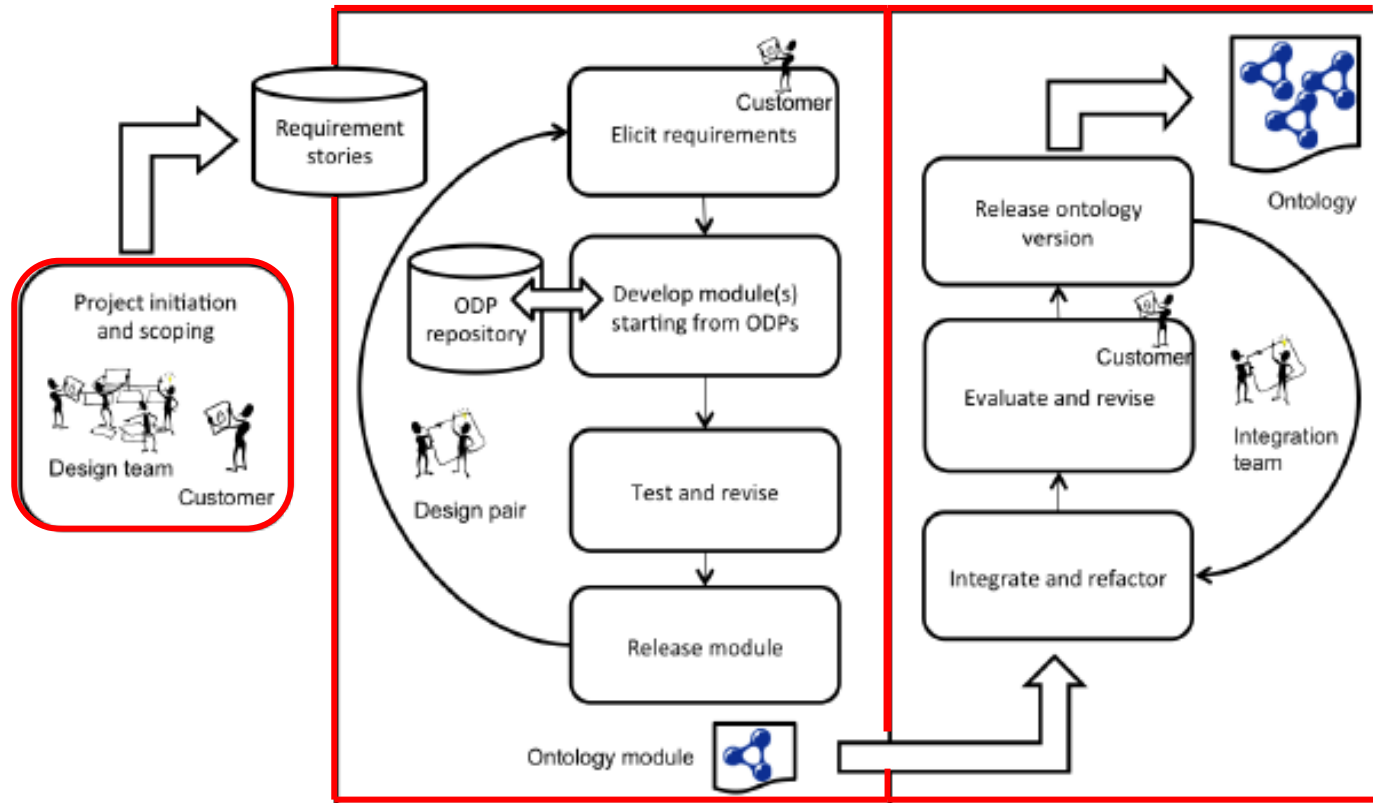 Project initiation
and scoping
Design team
Customer
Requirement
stories
Customer
Elicit requirements
ODP
repository
Develop module(s)
starting from ODPs
Design pair
Test and revise
Release module
Ontology module
Ontology
Release ontology
version
Customer
Evaluate and revise
Integration
team
Integrate and refactor